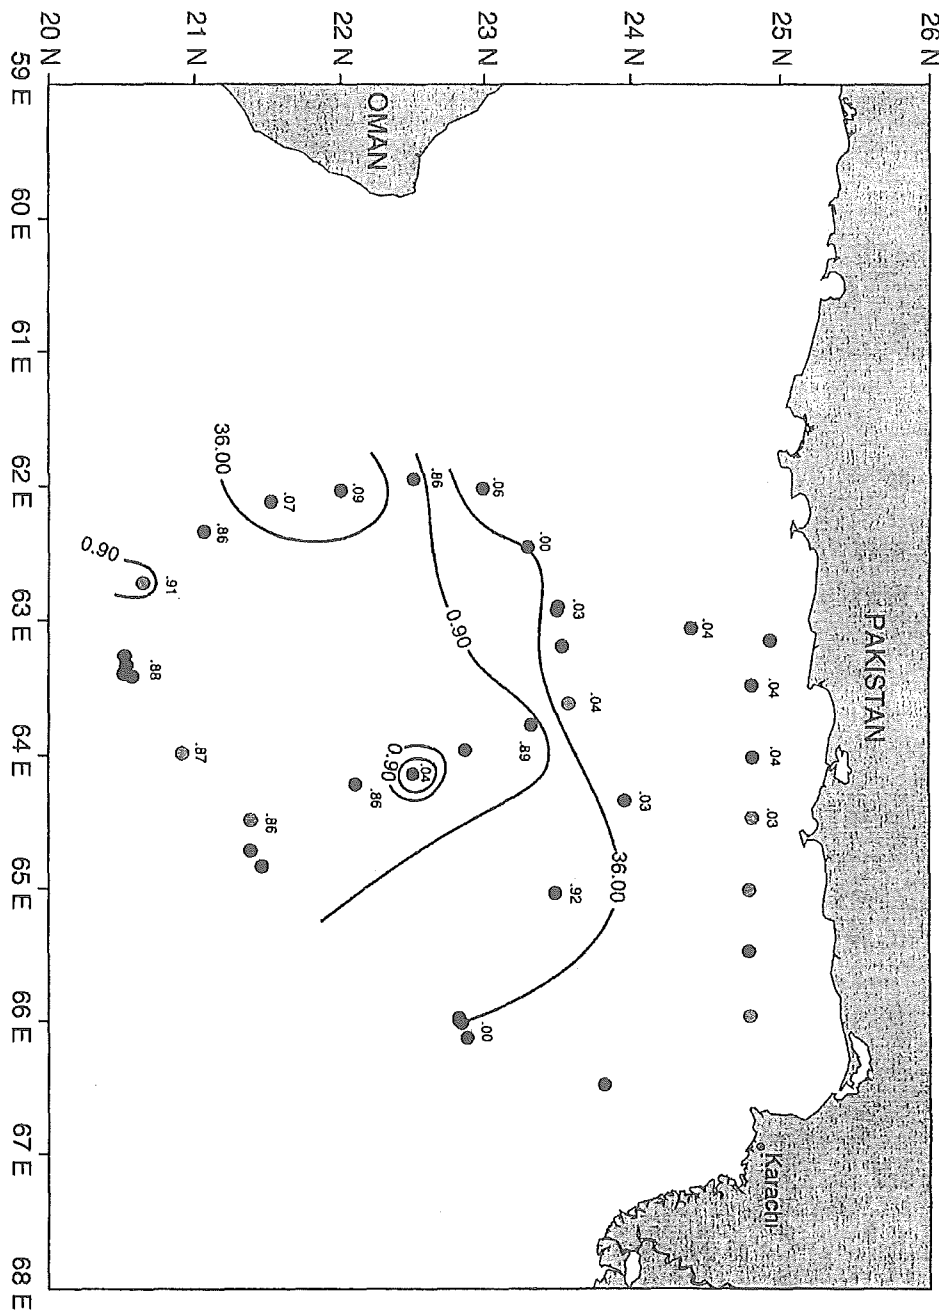 26 N
25 N
24 N
23 N
22 N
21 N
20 N
59 E
60 E
61 E
62 E
63 E
64 E
65 E
66 E
67 E
68 E
PAKISTAN
OMAN
Karachi
36.00
36.00
0.90
0.90
0.90
.06
.86
.09
.07
.86
.91
.88
.87
.86
.86
.04
.89
.00
.03
.04
.04
.04
.04
.03
.03
.92
.00